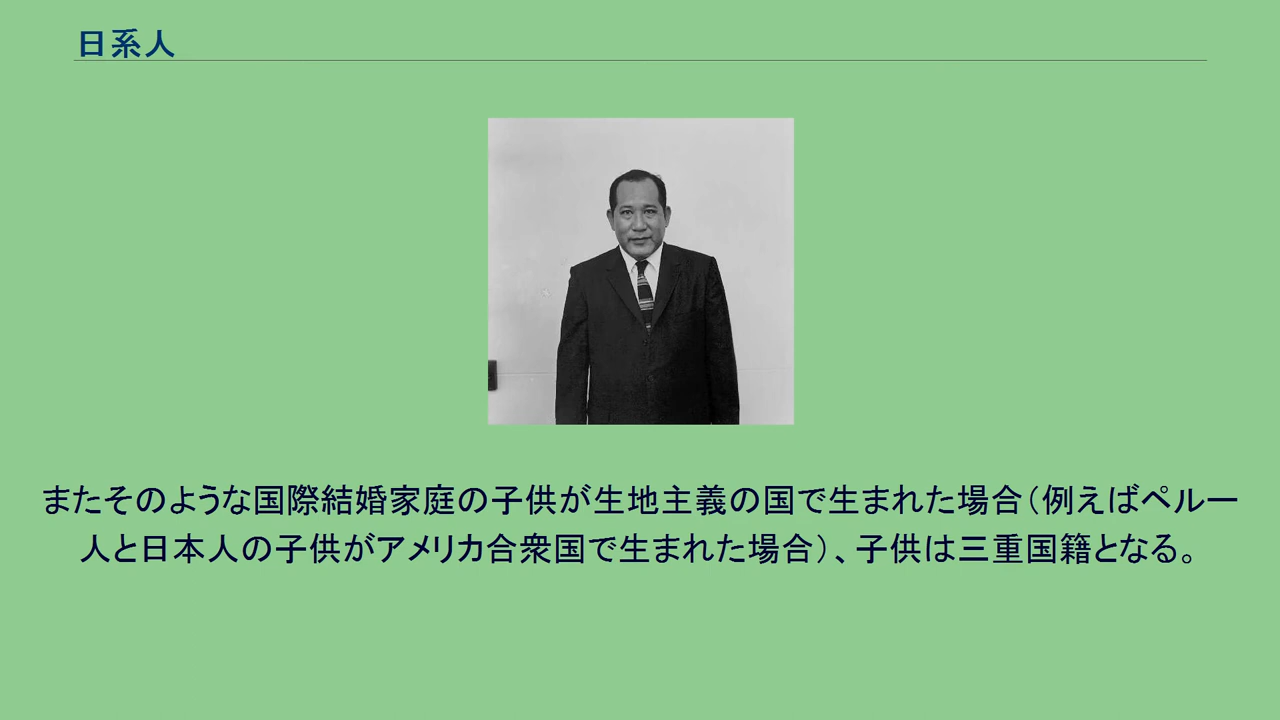 日系人
またそのような国際結婚家庭の子供が生地主義の国で生まれた場合（例えばペルー
人と日本人の子供がアメリカ合衆国で生まれた場合）、子供は三重国籍となる。